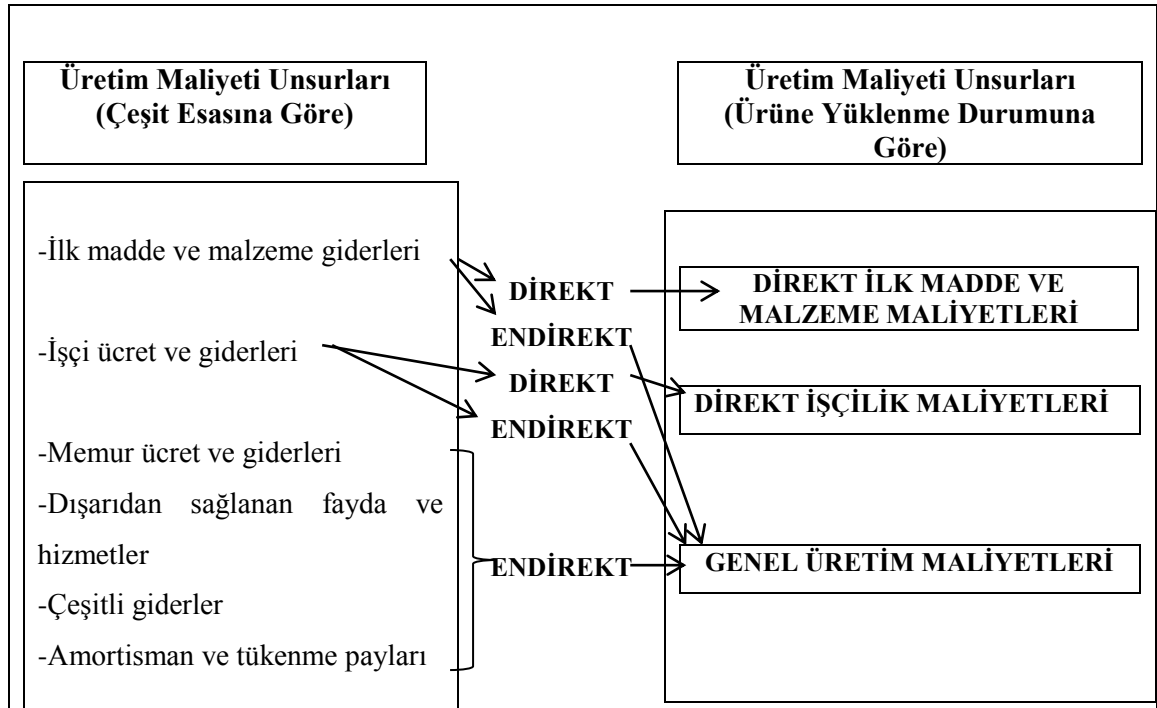 Üretim Maliyeti Unsurları
(Çeşit Esasına Göre)
Üretim Maliyeti Unsurları
(Ürüne Yüklenme Durumuna
Göre)
-İlk madde ve malzeme giderleri
-İşçi ücret ve giderleri
-Memur ücret ve giderleri
-Dışarıdan sağlanan fayda ve
hizmetler
-Çeşitli giderler
-Amortisman ve tükenme payları
DİREKT
ENDİREKT
DİREKT
ENDİREKT
ENDİREKT
DİREKT İLK MADDE VE
MALZEME MALİYETLERİ
DİREKT İŞÇİLİK MALİYETLERİ
GENEL ÜRETİM MALİYETLERİ